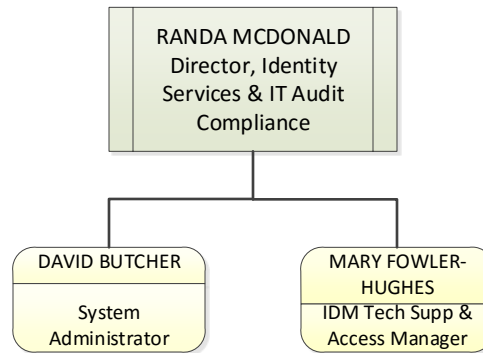 RANDA MCDONALD
Director, Identity
Services & IT Audit
Compliance
DAVID BUTCHER
System
Administrator
MARY FOWLER-
HUGHES
IDM Tech Supp &
Access Manager